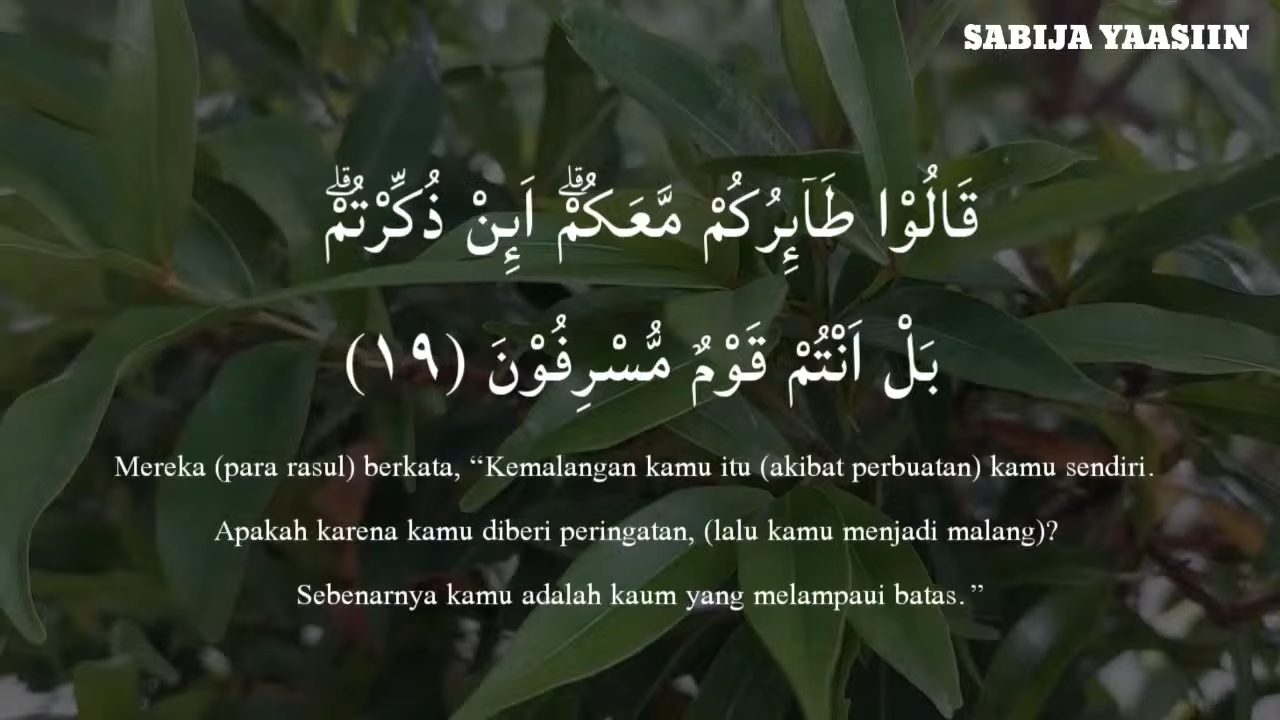 SABIJA YAASIIN
قَالُوْا طَاۤىِٕرُكُمْ مَّعَكُمْۗ اَىِٕنْ ذُكِّرْتُمْۗ
بَلْ اَنْتُمْ قَوْمٌ مُّسْرِفُوْنَ (١٩)
Mereka (para rasul) berkata, “Kemalangan kamu itu (akibat perbuatan) kamu sendiri.
Apakah karena kamu diberi peringatan, (lalu kamu menjadi malang)?
Sebenarnya kamu adalah kaum yang melampaui batas.”